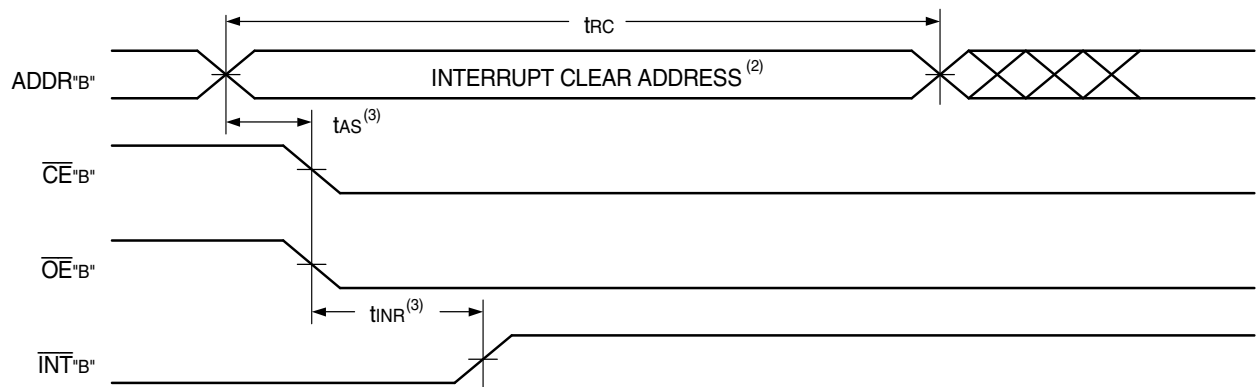 tRC
ADDR"B" INTERRUPT CLEAR ADDRESS (2)
tAS (3)
CE"B"
OE"B"
tINR (3)
INT"B"